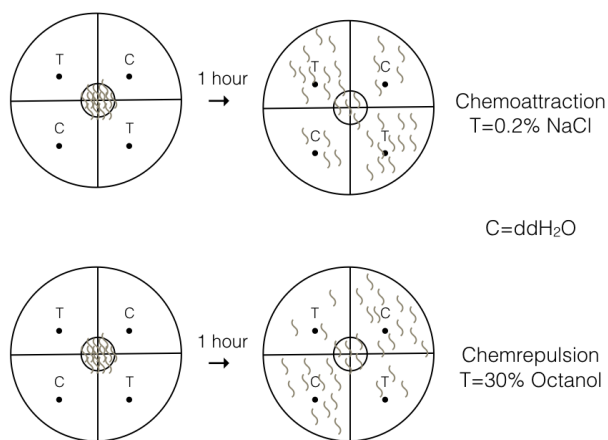 T C
C T
1 hour
T C
C T
Chemoattraction
T=0.2% NaCl
C=ddH₂O
T C
C T
1 hour
T C
C T
Chemrepulsion
T=30% Octanol